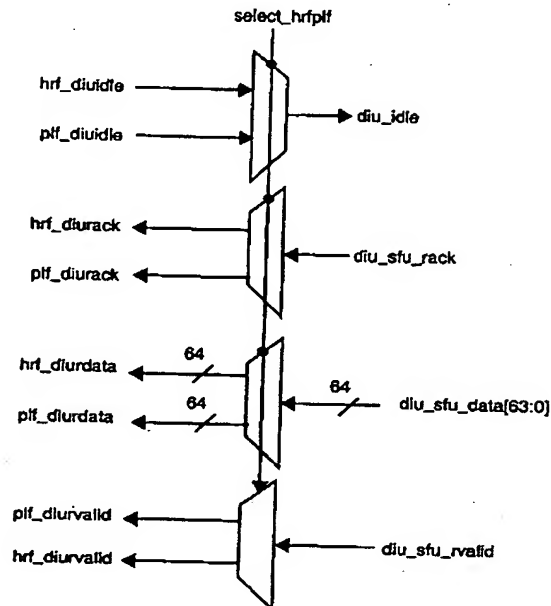 select_hrfplf
hrf_diuidle
diu_idle
plf_diuidle
hrf_diurack
diu_sfu_rack
plf_diurack
hrf_diurdata
64
64
diu_sfu_data[63:0]
plf_diurdata
64
plf_diurvalid
diu_sfu_rvalid
hrf_diurvalid